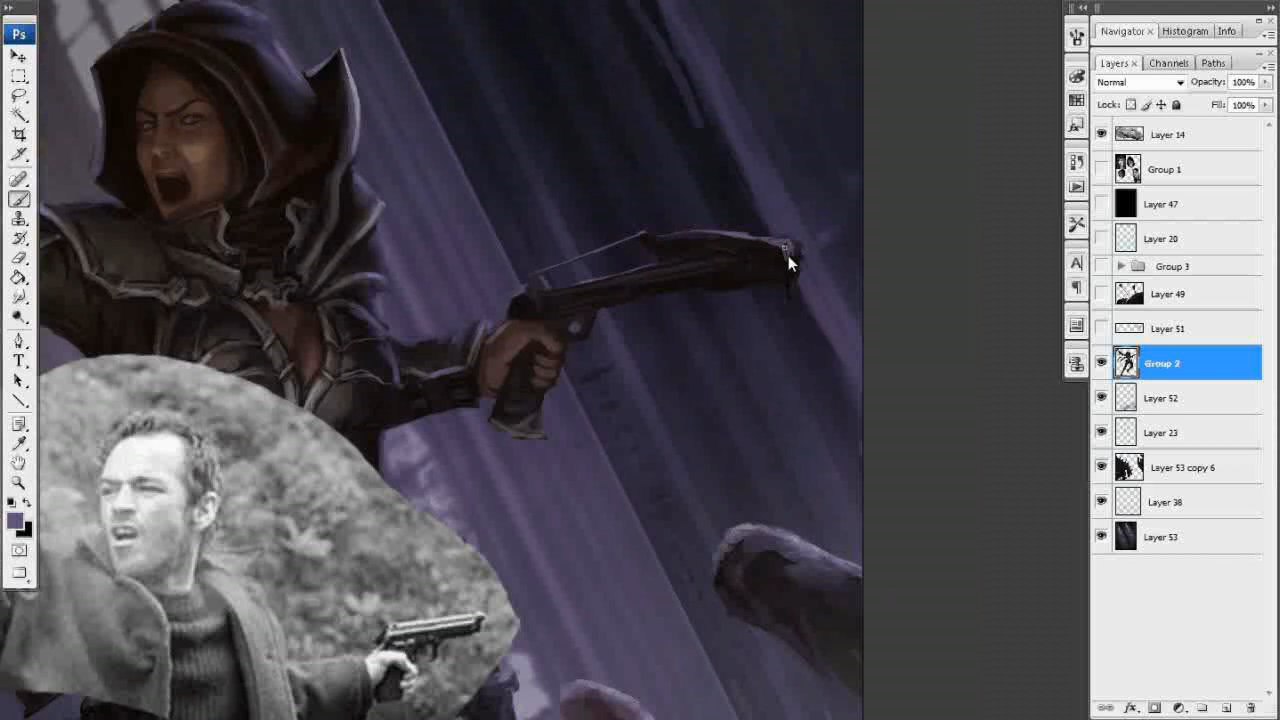 Ps
Navigator × Histogram Info
Layers × Channels Paths
Normal Opacity: 100%
Lock: Fill: 100%
Layer 14
Group 1
Layer 47
Layer 20
Group 3
Layer 49
Layer 51
Group 2
Layer 52
Layer 23
Layer 53 copy 6
Layer 38
Layer 53
T
A
fx